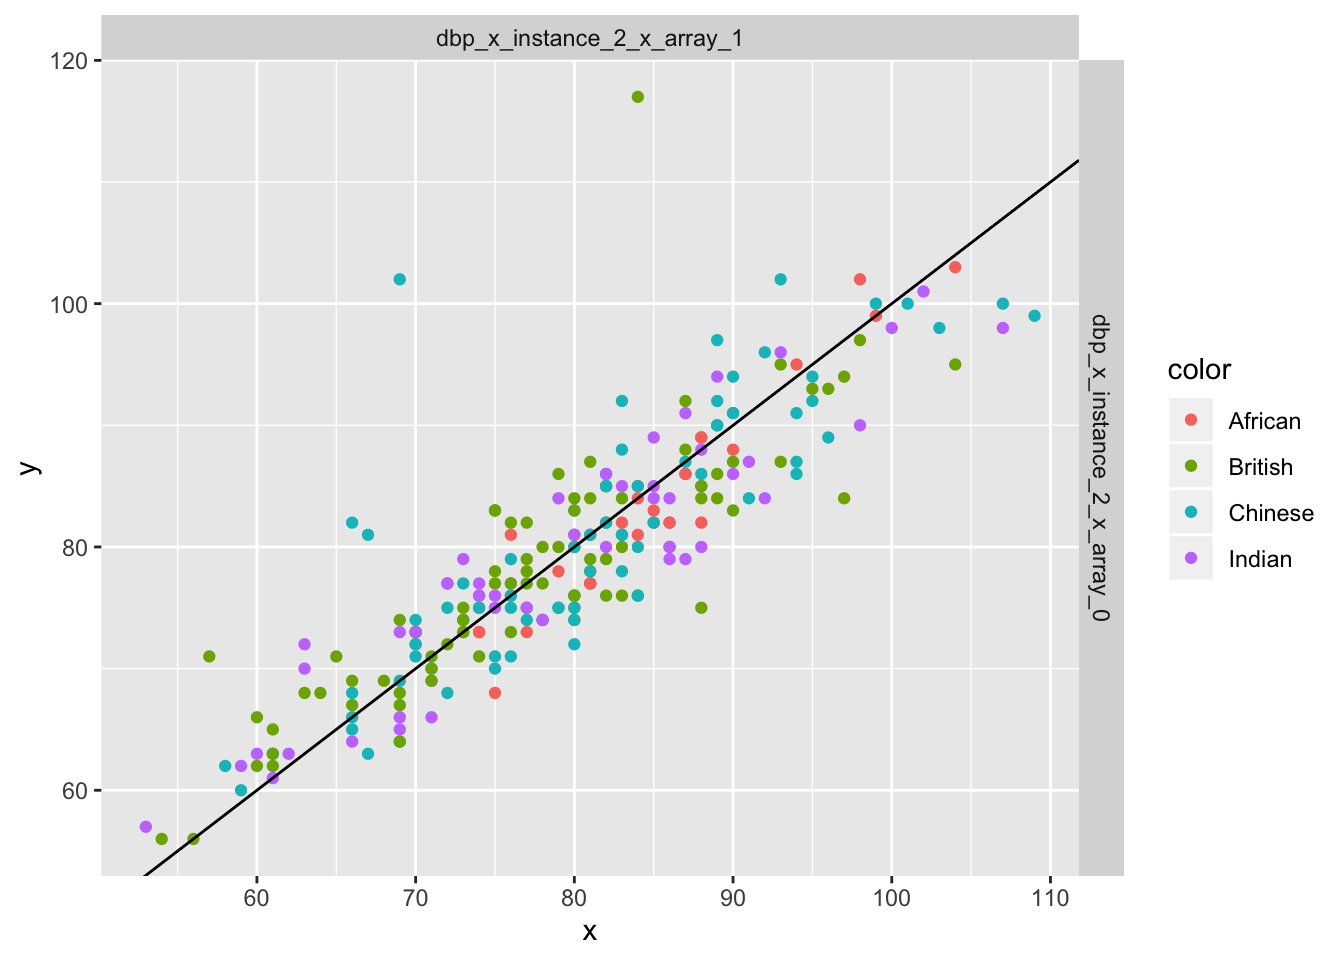 dbp_x_instance_2_x_array_1
120
100
80
60
y
dbp_x_instance_2_x_array_0
60
70
80
90
100
110
x
color
African
British
Chinese
Indian